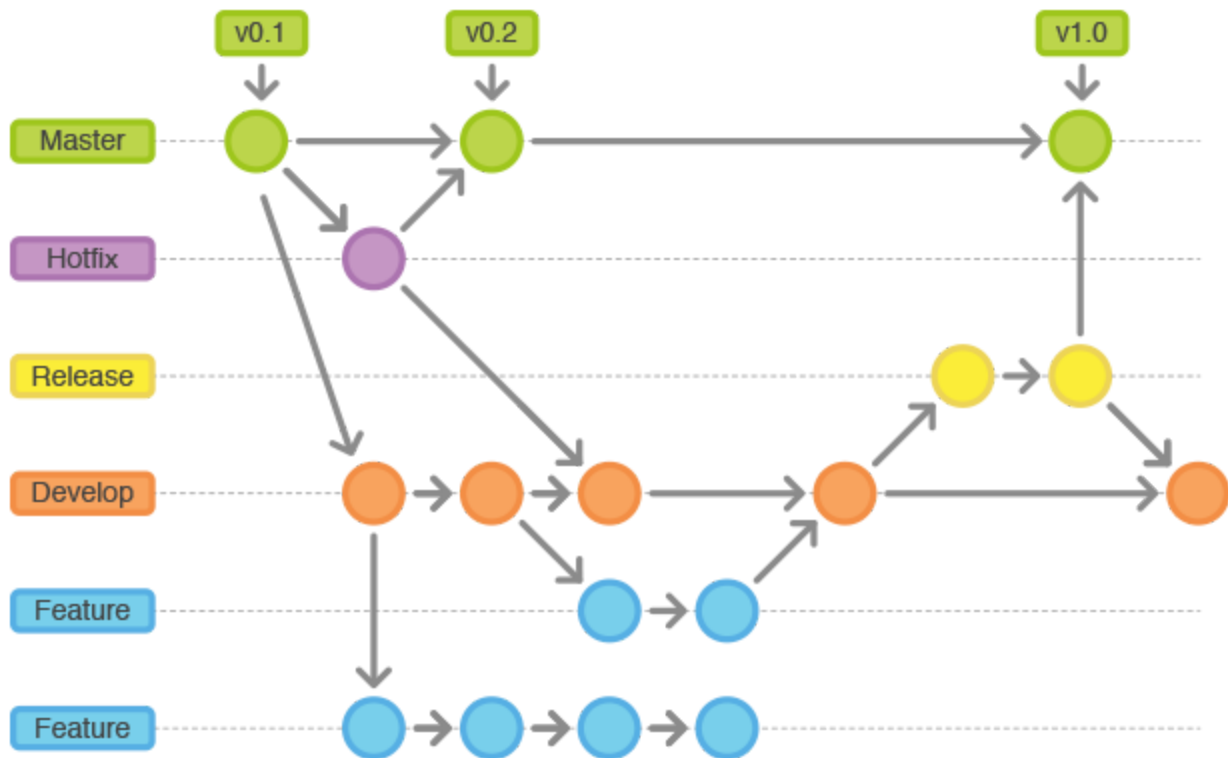 v0.1
v0.2
v1.0
Master
Hotfix
Release
Develop
Feature
Feature